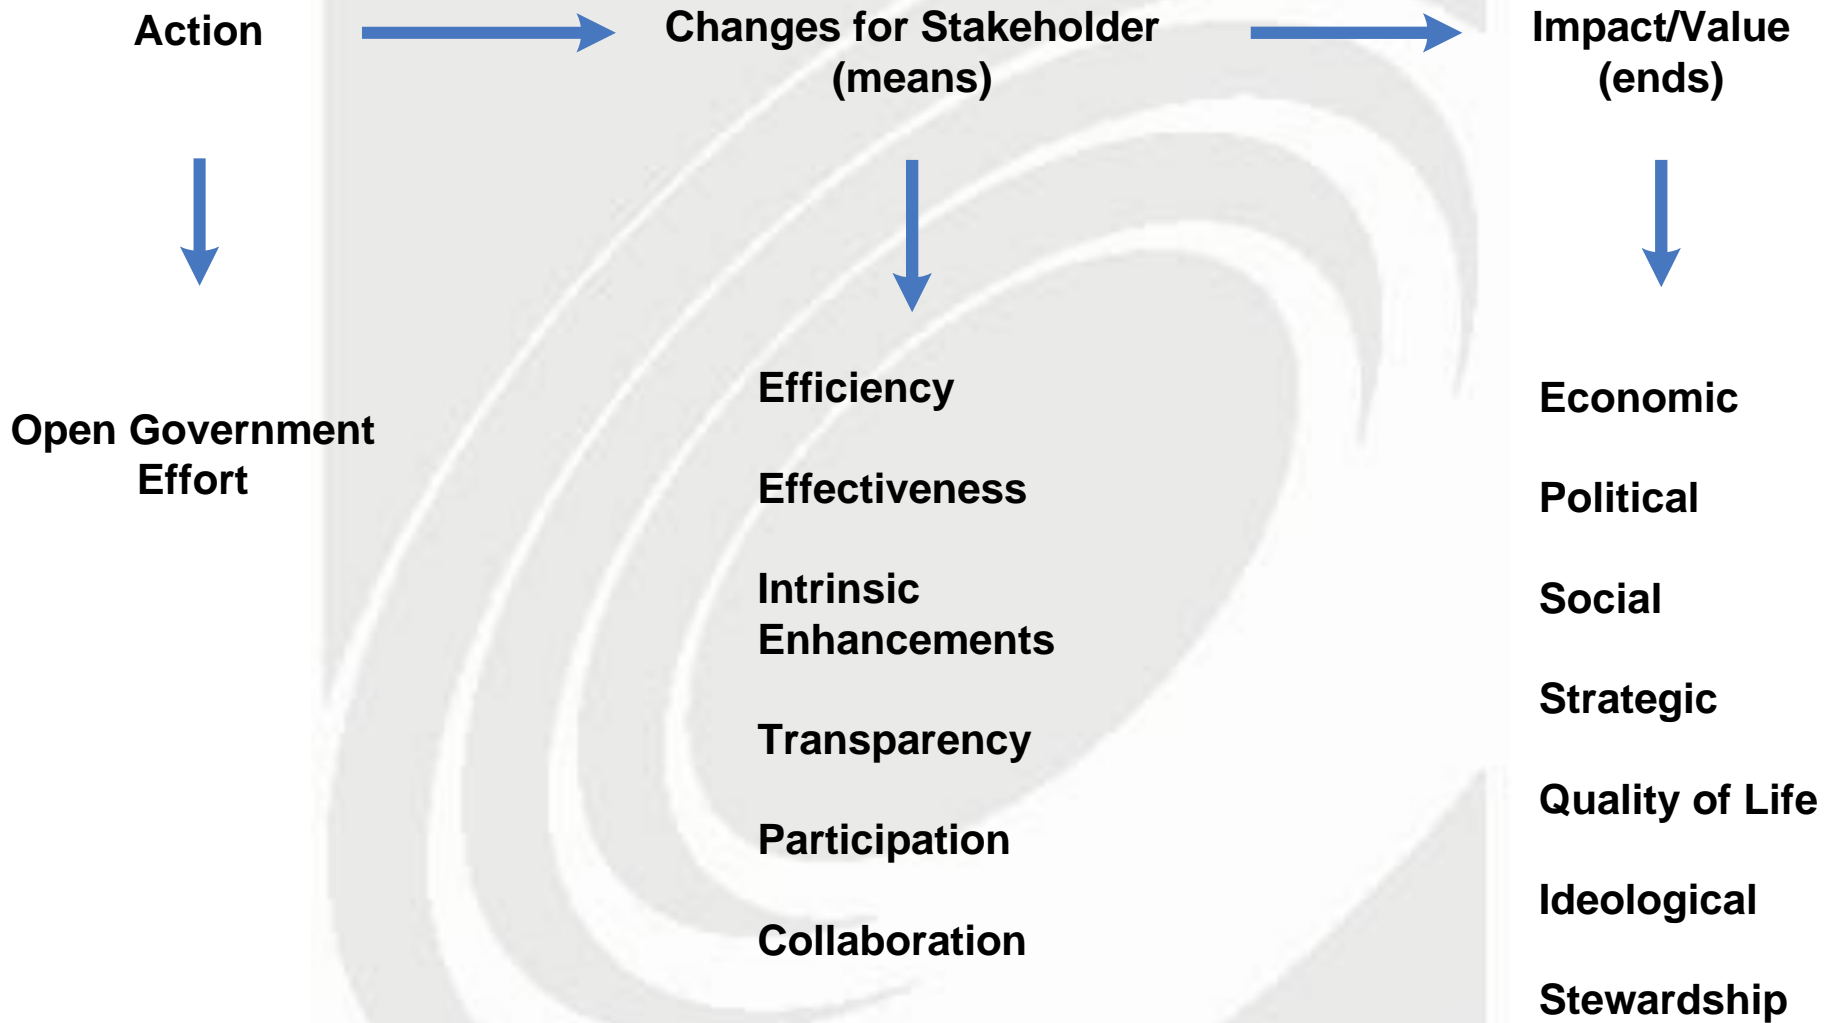 Action
Changes for Stakeholder
(means)
Impact/Value
(ends)
Open Government
Effort
Efficiency
Effectiveness
Intrinsic
Enhancements
Transparency
Participation
Collaboration
Economic
Political
Social
Strategic
Quality of Life
Ideological
Stewardship